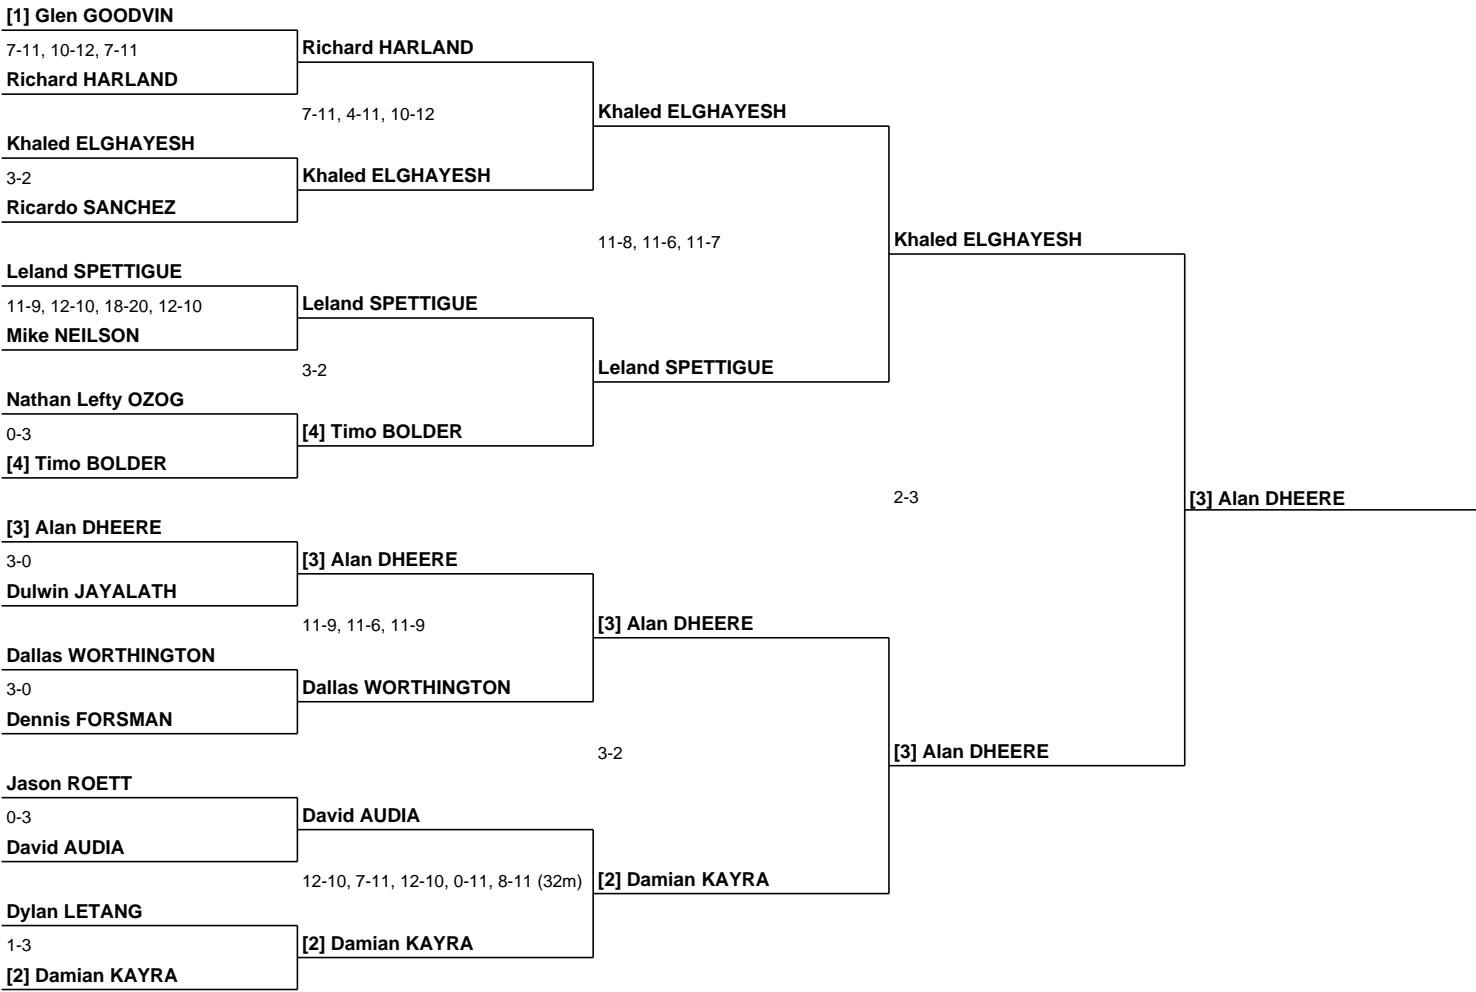 [1] Glen GOODVIN
7-11, 10-12, 7-11
Richard HARLAND
Richard HARLAND
7-11, 4-11, 10-12
Khaled ELGHAYESH
Khaled ELGHAYESH
3-2
Khaled ELGHAYESH
Ricardo SANCHEZ
11-8, 11-6, 11-7
Khaled ELGHAYESH
Leland SPETTIGUE
11-9, 12-10, 18-20, 12-10
Leland SPETTIGUE
Mike NEILSON
3-2
Leland SPETTIGUE
Nathan Lefty OZOG
0-3
[4] Timo BOLDER
[4] Timo BOLDER
2-3
[3] Alan DHEERE
[3] Alan DHEERE
3-0
[3] Alan DHEERE
Dulwin JAYALATH
11-9, 11-6, 11-9
[3] Alan DHEERE
Dallas WORTHINGTON
3-0
Dallas WORTHINGTON
Dennis FORSMAN
3-2
[3] Alan DHEERE
Jason ROETT
0-3
David AUDIA
David AUDIA
12-10, 7-11, 12-10, 0-11, 8-11 (32m)
[2] Damian KAYRA
Dylan LETANG
1-3
[2] Damian KAYRA
[2] Damian KAYRA